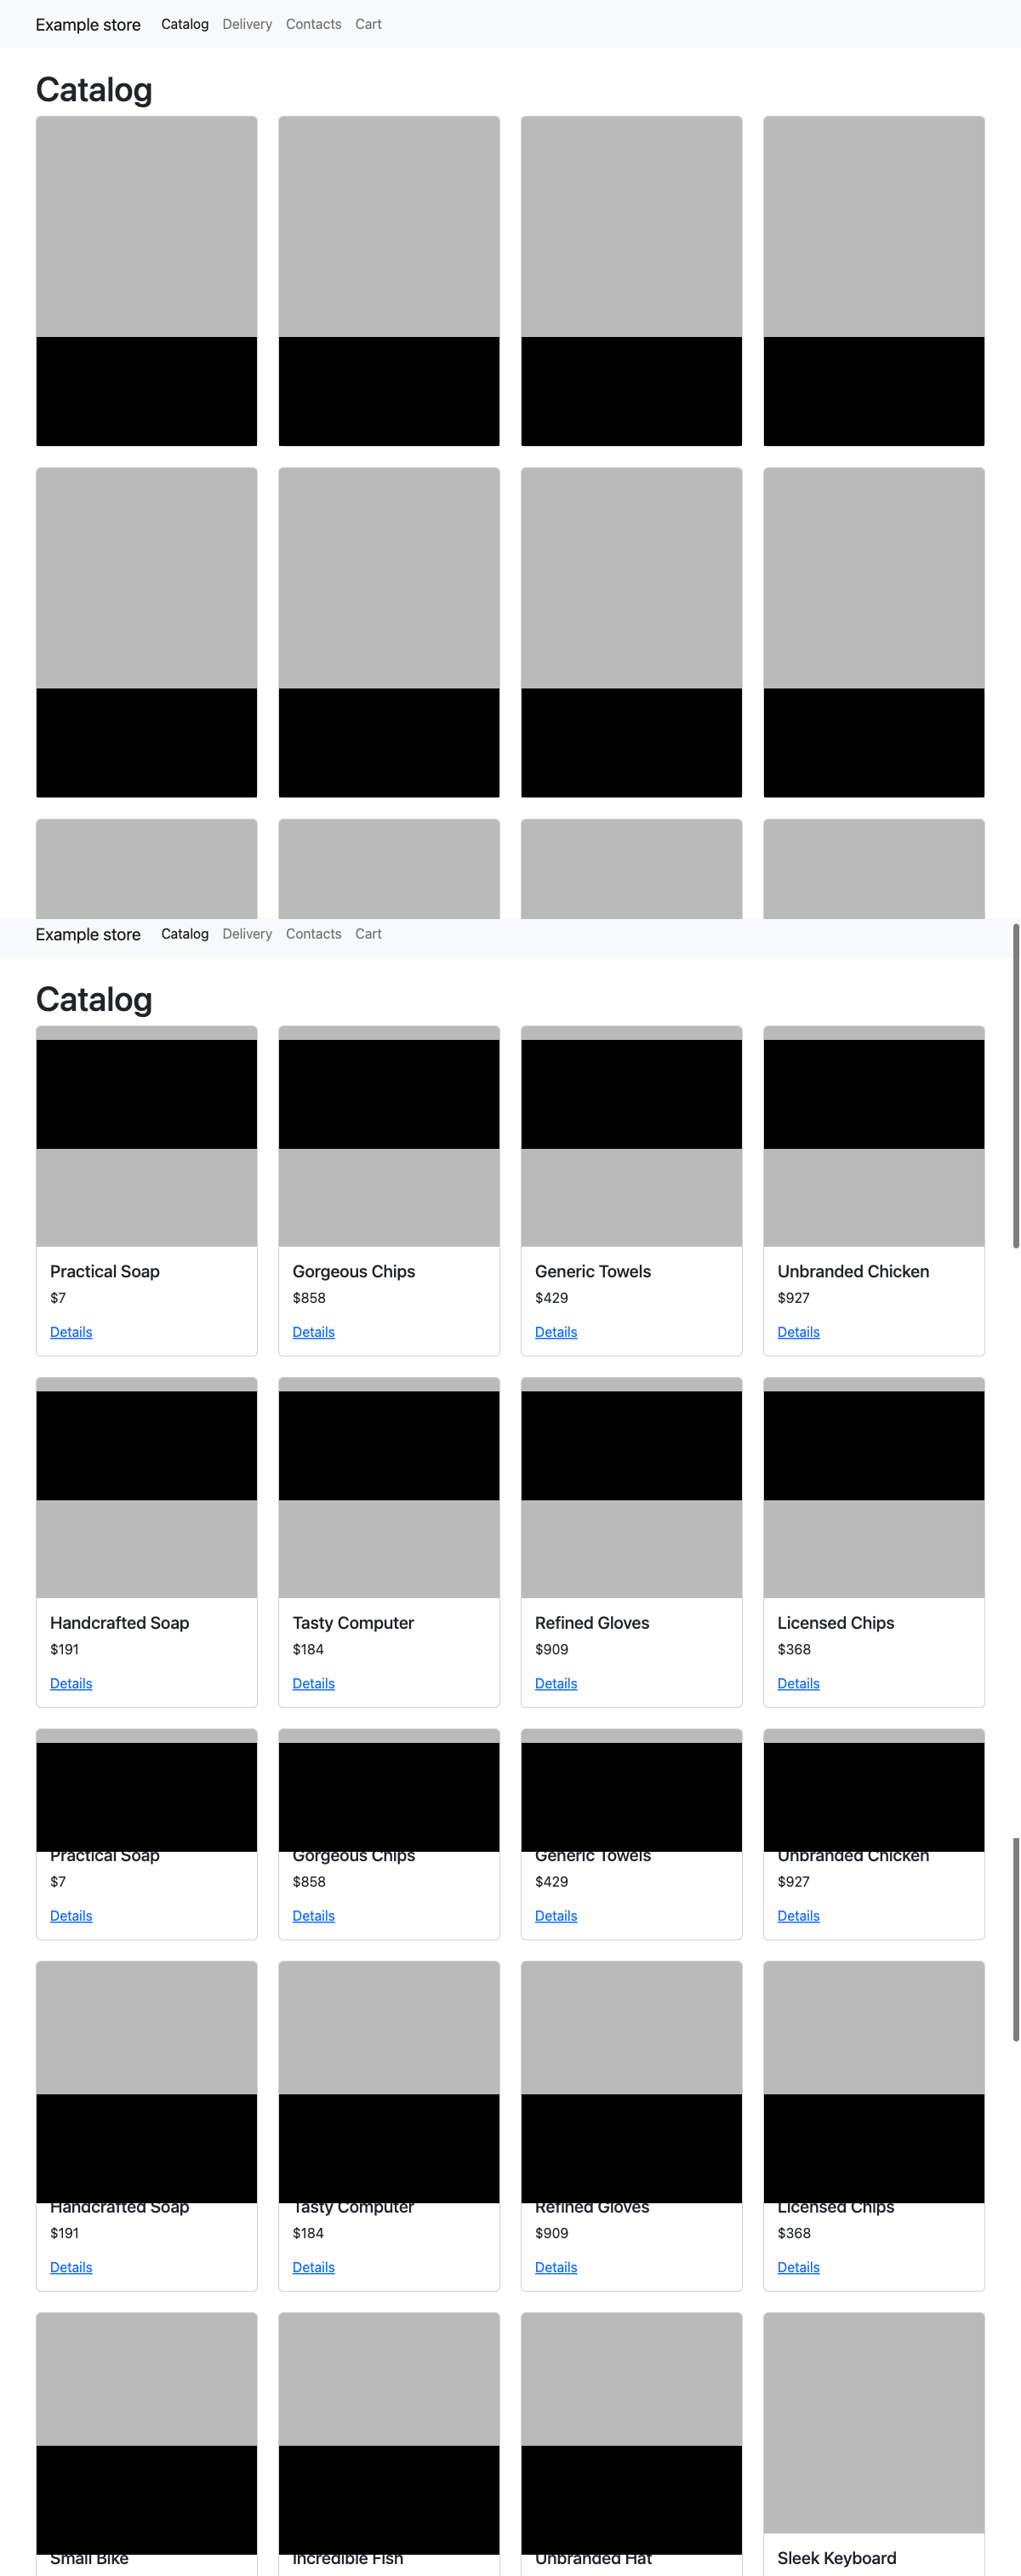 Example store Catalog Delivery Contacts Cart
Catalog
Example store Catalog Delivery Contacts Cart
Catalog
Practical Soap Gorgeous Chips Generic Towels Unbranded Chicken
$7 $858 $429 $927
Details Details Details Details
Handcrafted Soap Tasty Computer Refined Gloves Licensed Chips
$191 $184 $909 $368
Details Details Details Details
Practical Soap Gorgeous Chips Generic Towels Unbranded Chicken
$7 $858 $429 $927
Details Details Details Details
Handcrafted Soap Tasty Computer Refined Gloves Licensed Chips
$191 $184 $909 $368
Details Details Details Details
Small Bike Incredible Fish Unbranded Hat Sleek Keyboard